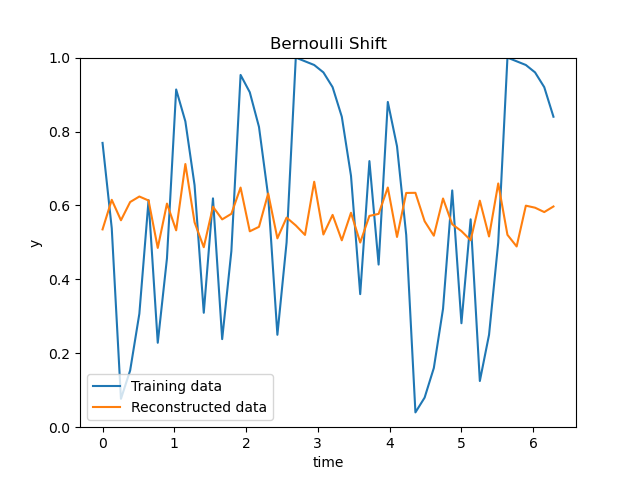 Bernoulli Shift
1.0
0.8
0.6
0.4
0.2
0.0
y
Training data
Reconstructed data
0 1 2 3 4 5 6
time